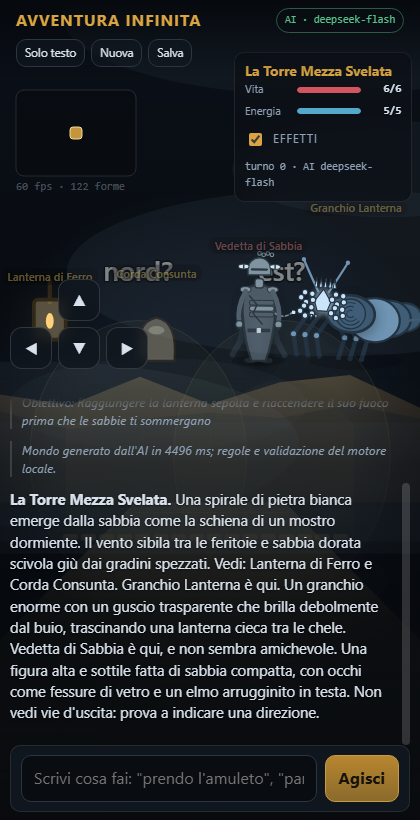 AVVENTURA INFINITA
AI · deepseek-flash
Solo testo
Nuova
Salva
La Torre Mezza Svelata
Vita
6/6
Energia
5/5
EFFETTI
turno 0 · AI deepseek-
flash
60 fps · 122 forme
Granchio Lanterna
Vedetta di Sabbia
Lanterna di Ferro
Corda Consunta
nord?
est?
Obiettivo: Raggiungere la lanterna sepolta e riaccendere il suo fuoco
prima che le sabbie ti sommergano
Mondo generato dall'AI in 4496 ms; regole e validazione del motore
locale.
La Torre Mezza Svelata. Una spirale di pietra bianca
emerge dalla sabbia come la schiena di un mostro
dormiente. Il vento sibila tra le feritoie e sabbia dorata
scivola giù dai gradini spezzati. Vedi: Lanterna di Ferro e
Corda Consunta. Granchio Lanterna è qui. Un granchio
enorme con un guscio trasparente che brilla debolmente
dal buio, trascinando una lanterna cieca tra le chele.
Vedetta di Sabbia è qui, e non sembra amichevole. Una
figura alta e sottile fatta di sabbia compatta, con occhi
come fessure di vetro e un elmo arrugginito in testa. Non
vedi vie d'uscita: prova a indicare una direzione.
Scrivi cosa fai: "prendo l'amuleto", "pa
Agisci